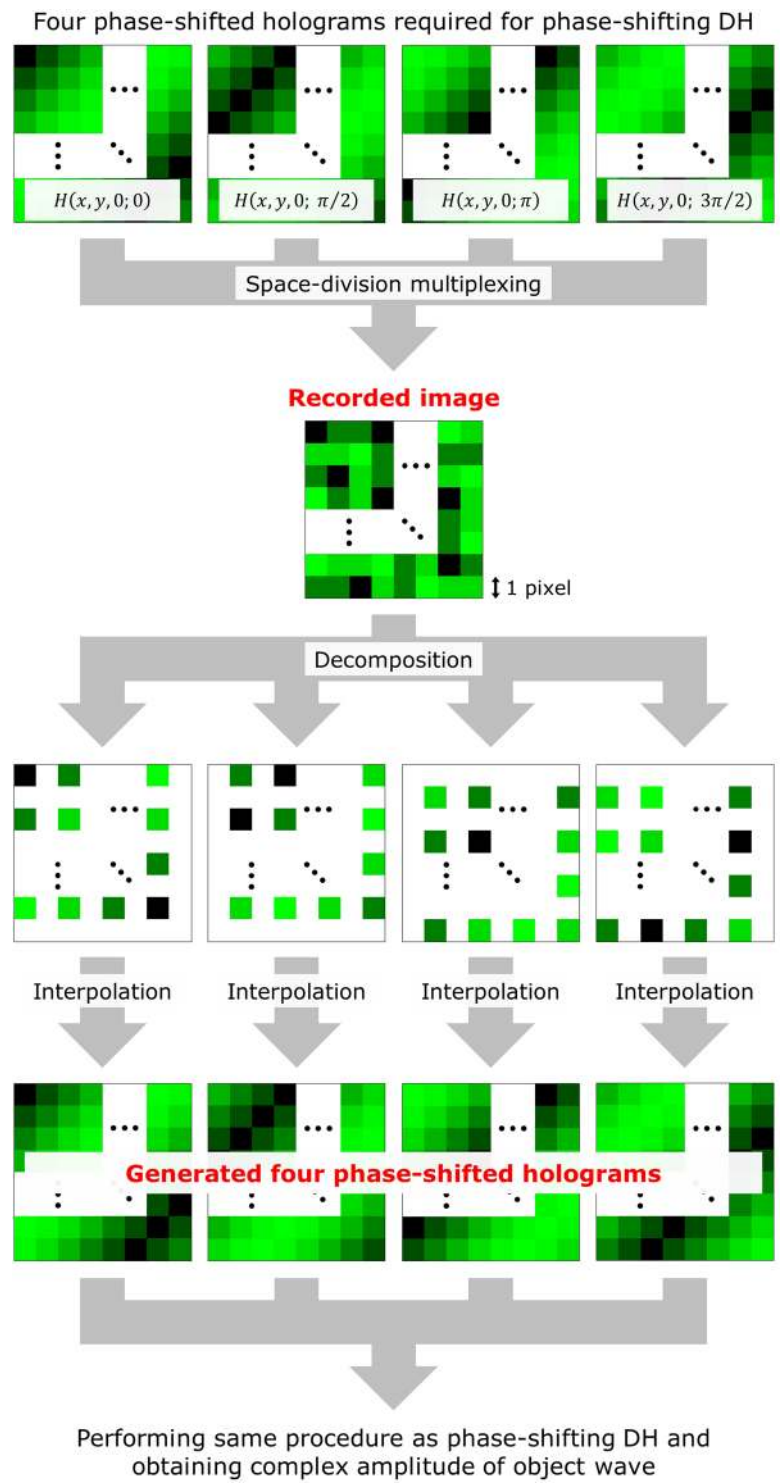 Four phase-shifted holograms required for phase-shifting DH
H(x, y, 0; 0)
H(x, y, 0; π/2)
H(x, y, 0; π)
H(x, y, 0; 3π/2)
Space-division multiplexing
Recorded image
1 pixel
Decomposition
Interpolation
Interpolation
Interpolation
Interpolation
Generated four phase-shifted holograms
Performing same procedure as phase-shifting DH and
obtaining complex amplitude of object wave